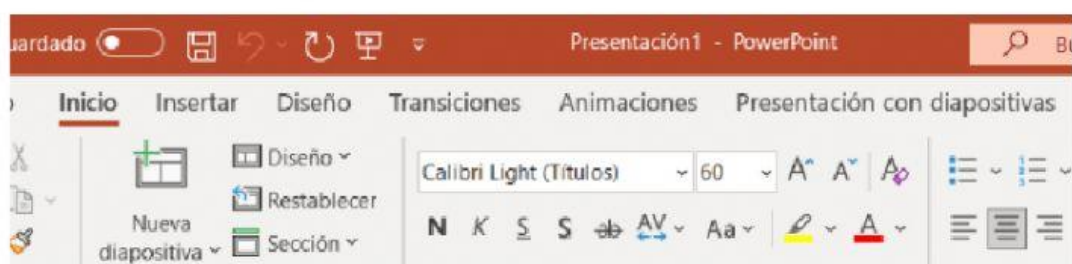 uardado Presentación1 - PowerPoint Bu
Inicio Insertar Diseño Transiciones Animaciones Presentación con diapositivas
Diseño
Calibri Light (Títulos) 60 A A A
Restablecer
Nueva
diapositiva Sección
N K S S ab AV Aa A